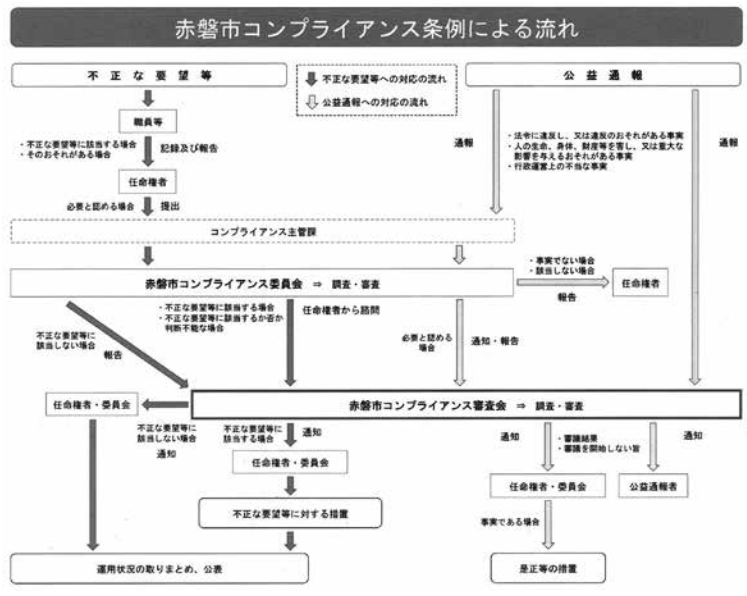 赤磐市コンプライアンス条例による流れ
不正な要望等
不正な要望等への対応の流れ
公益通報への対応の流れ
公益通報
職員等
・不正な要望等に該当する場合
・そのおそれがある場合
記録及び報告
任命権者
必要と認める場合
提出
通報
・法令に違反し、又は違反のおそれがある事実
・人の生命、身体、財産等を害し、又は重大な
影響を与えるおそれがある事実
・行政運営上の不当な事実
通報
コンプライアンス主管課
赤磐市コンプライアンス委員会 ⇒ 調査・審査
・事実でない場合
・該当しない場合
報告
任命権者
不正な要望等に
該当しない場合
報告
・不正な要望等に該当する場合
・不正な要望等に該当するか否か
判断不能な場合
任命権者から諮問
必要と認める
場合
通知・報告
任命権者・委員会
赤磐市コンプライアンス審査会 ⇒ 調査・審査
不正な要望等に
該当しない場合
通知
不正な要望等に
該当する場合
通知
任命権者・委員会
不正な要望等に対する措置
通知
・審議結果
・審議を開始しない旨
通知
任命権者・委員会
公益通報者
事実である場合
運用状況の取りまとめ、公表
是正等の措置